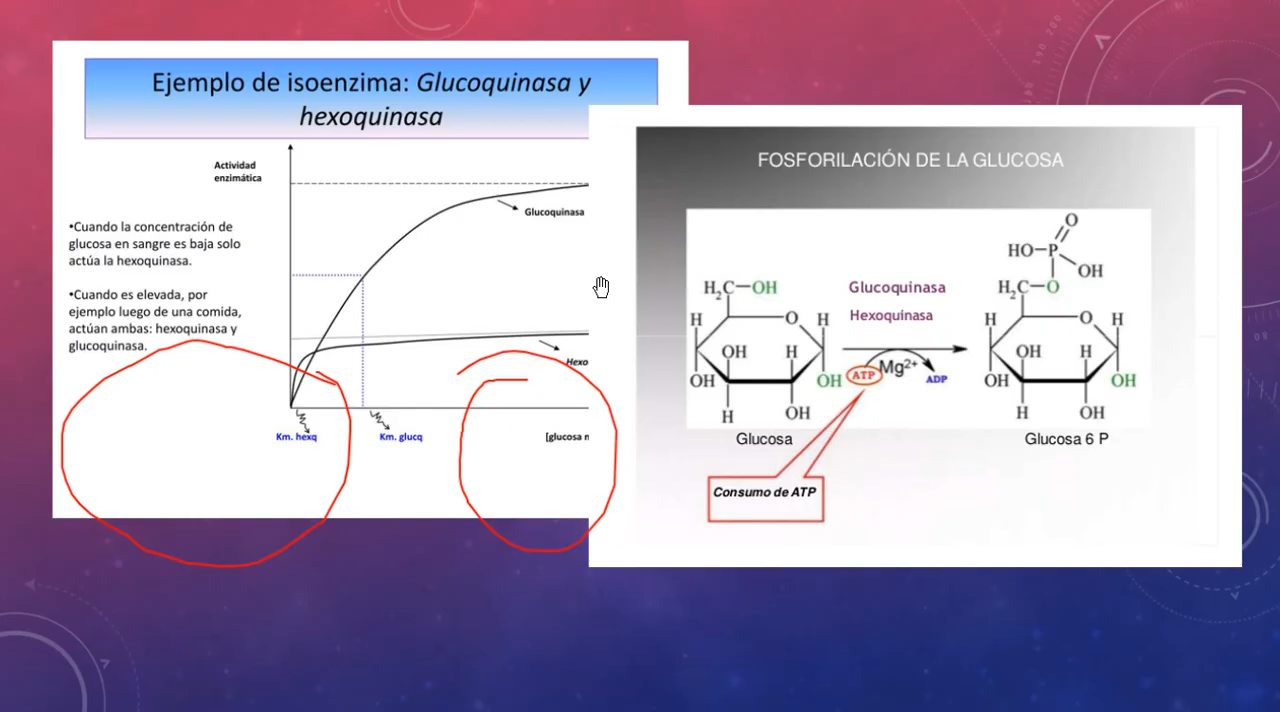 Ejemplo de isoenzima: Glucoquinasa y
hexoquinasa
Actividad
enzimática
•Cuando la concentración de
glucosa en sangre es baja solo
actúa la hexoquinasa.
•Cuando es elevada, por
ejemplo luego de una comida,
actúan ambas: hexoquinasa y
glucoquinasa.
Glucoquinasa
Hexo
Km. hexq
Km. glucq
[glucosa n
FOSFORILACIÓN DE LA GLUCOSA
H₂C—OH
H
O
H
OH
H
OH
OH
H
OH
Glucosa
Glucoquinasa
Hexoquinasa
ATP
Mg²⁺
ADP
Consumo de ATP
O
HO—P
OH
H₂C—O
H
O
H
OH
H
OH
OH
H
OH
Glucosa 6 P